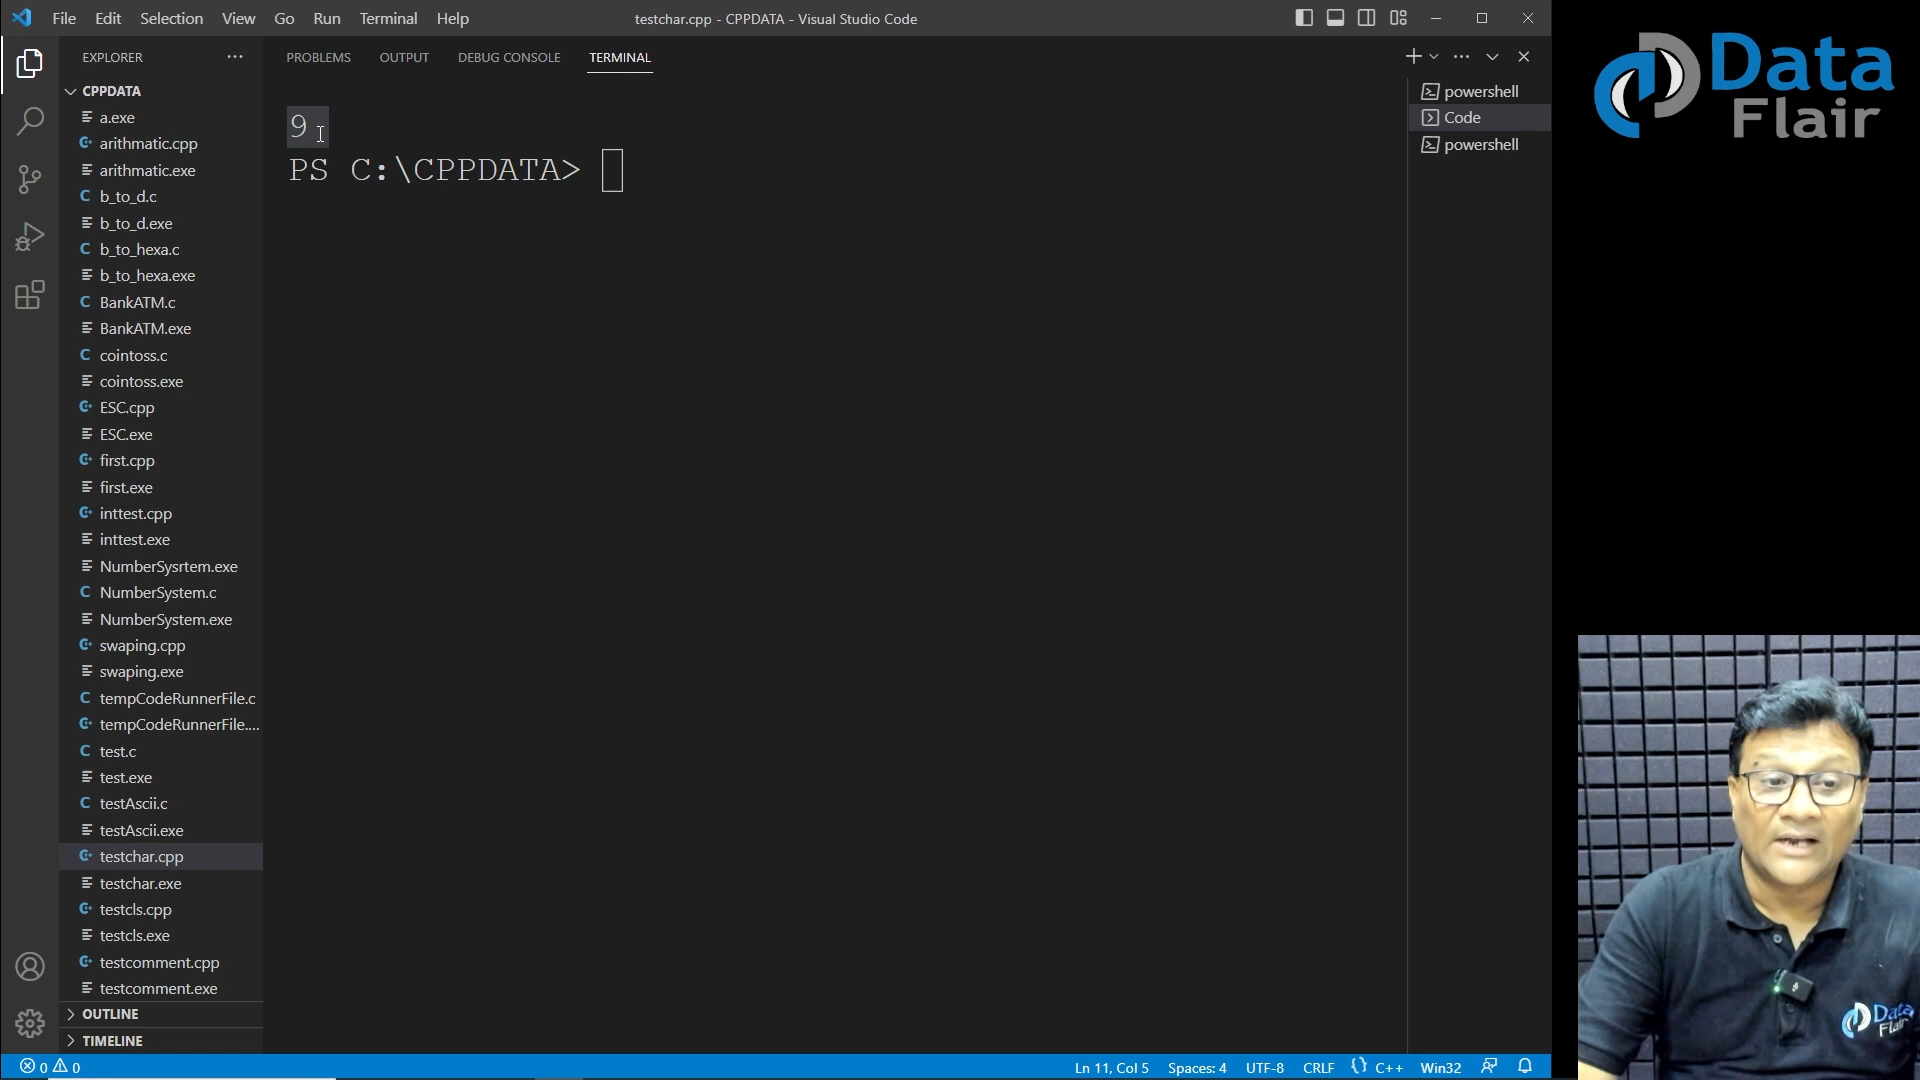 File Edit Selection View Go Run Terminal Help
testchar.cpp - CPPDATA - Visual Studio Code
EXPLORER
CPPDATA
a.exe
arithmatic.cpp
arithmatic.exe
b_to_d.c
b_to_d.exe
b_to_hexa.c
b_to_hexa.exe
BankATM.c
BankATM.exe
cointoss.c
cointoss.exe
ESC.cpp
ESC.exe
first.cpp
first.exe
inttest.cpp
inttest.exe
NumberSysrtem.exe
NumberSystem.c
NumberSystem.exe
swaping.cpp
swaping.exe
tempCodeRunnerFile.c
tempCodeRunnerFile....
test.c
test.exe
testAscii.c
testAscii.exe
testchar.cpp
testchar.exe
testcls.cpp
testcls.exe
testcomment.cpp
testcomment.exe
OUTLINE
TIMELINE
PROBLEMS OUTPUT DEBUG CONSOLE TERMINAL
9
PS C:\CPPDATA>
powershell
Code
powershell
0 0
Ln 11, Col 5 Spaces: 4 UTF-8 CRLF {} C++ Win32
Data
Flair
Data
Flair